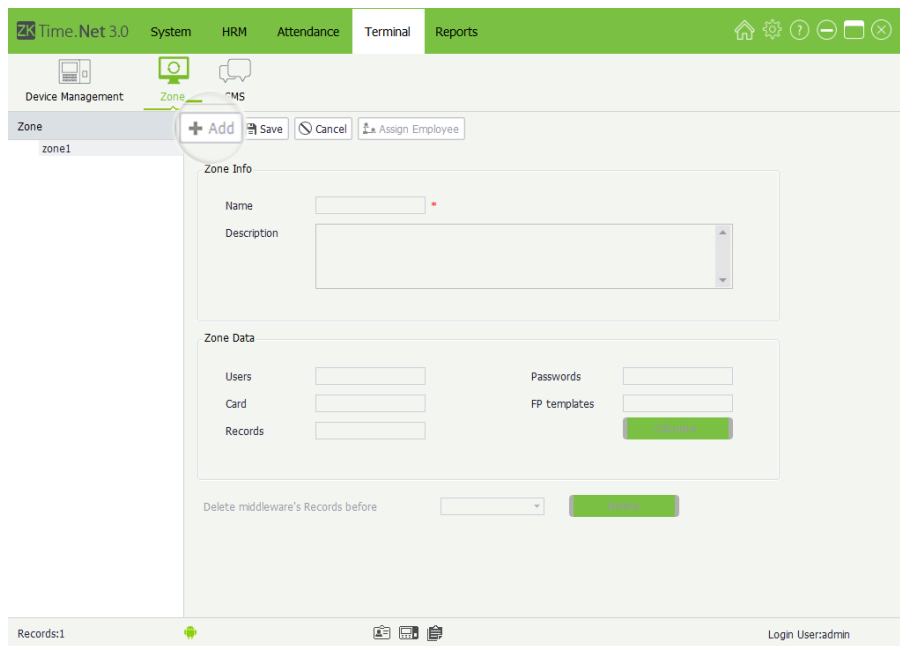 ZK Time.Net 3.0 System HRM Attendance Terminal Reports
Device Management Zone SMS
Zone Add Save Cancel Assign Employee
zone1
Zone Info
Name *
Description
Zone Data
Users Passwords
Card FP templates
Records
Delete middleware's Records before
Records:1 Login User:admin